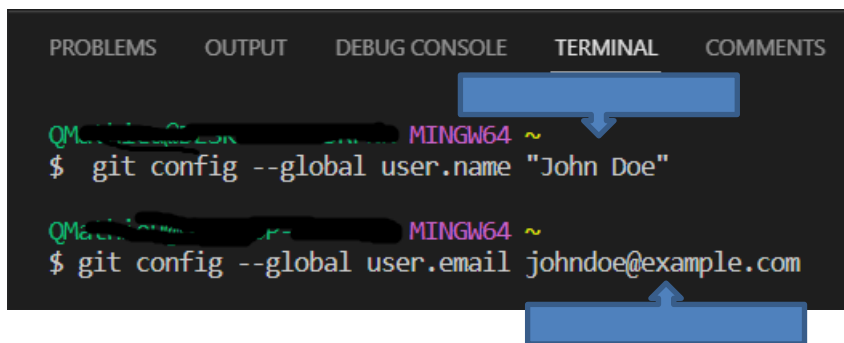 PROBLEMS OUTPUT DEBUG CONSOLE TERMINAL COMMENTS
MINGW64 ~
$ git config --global user.name "John Doe"
MINGW64 ~
$ git config --global user.email johndoe@example.com